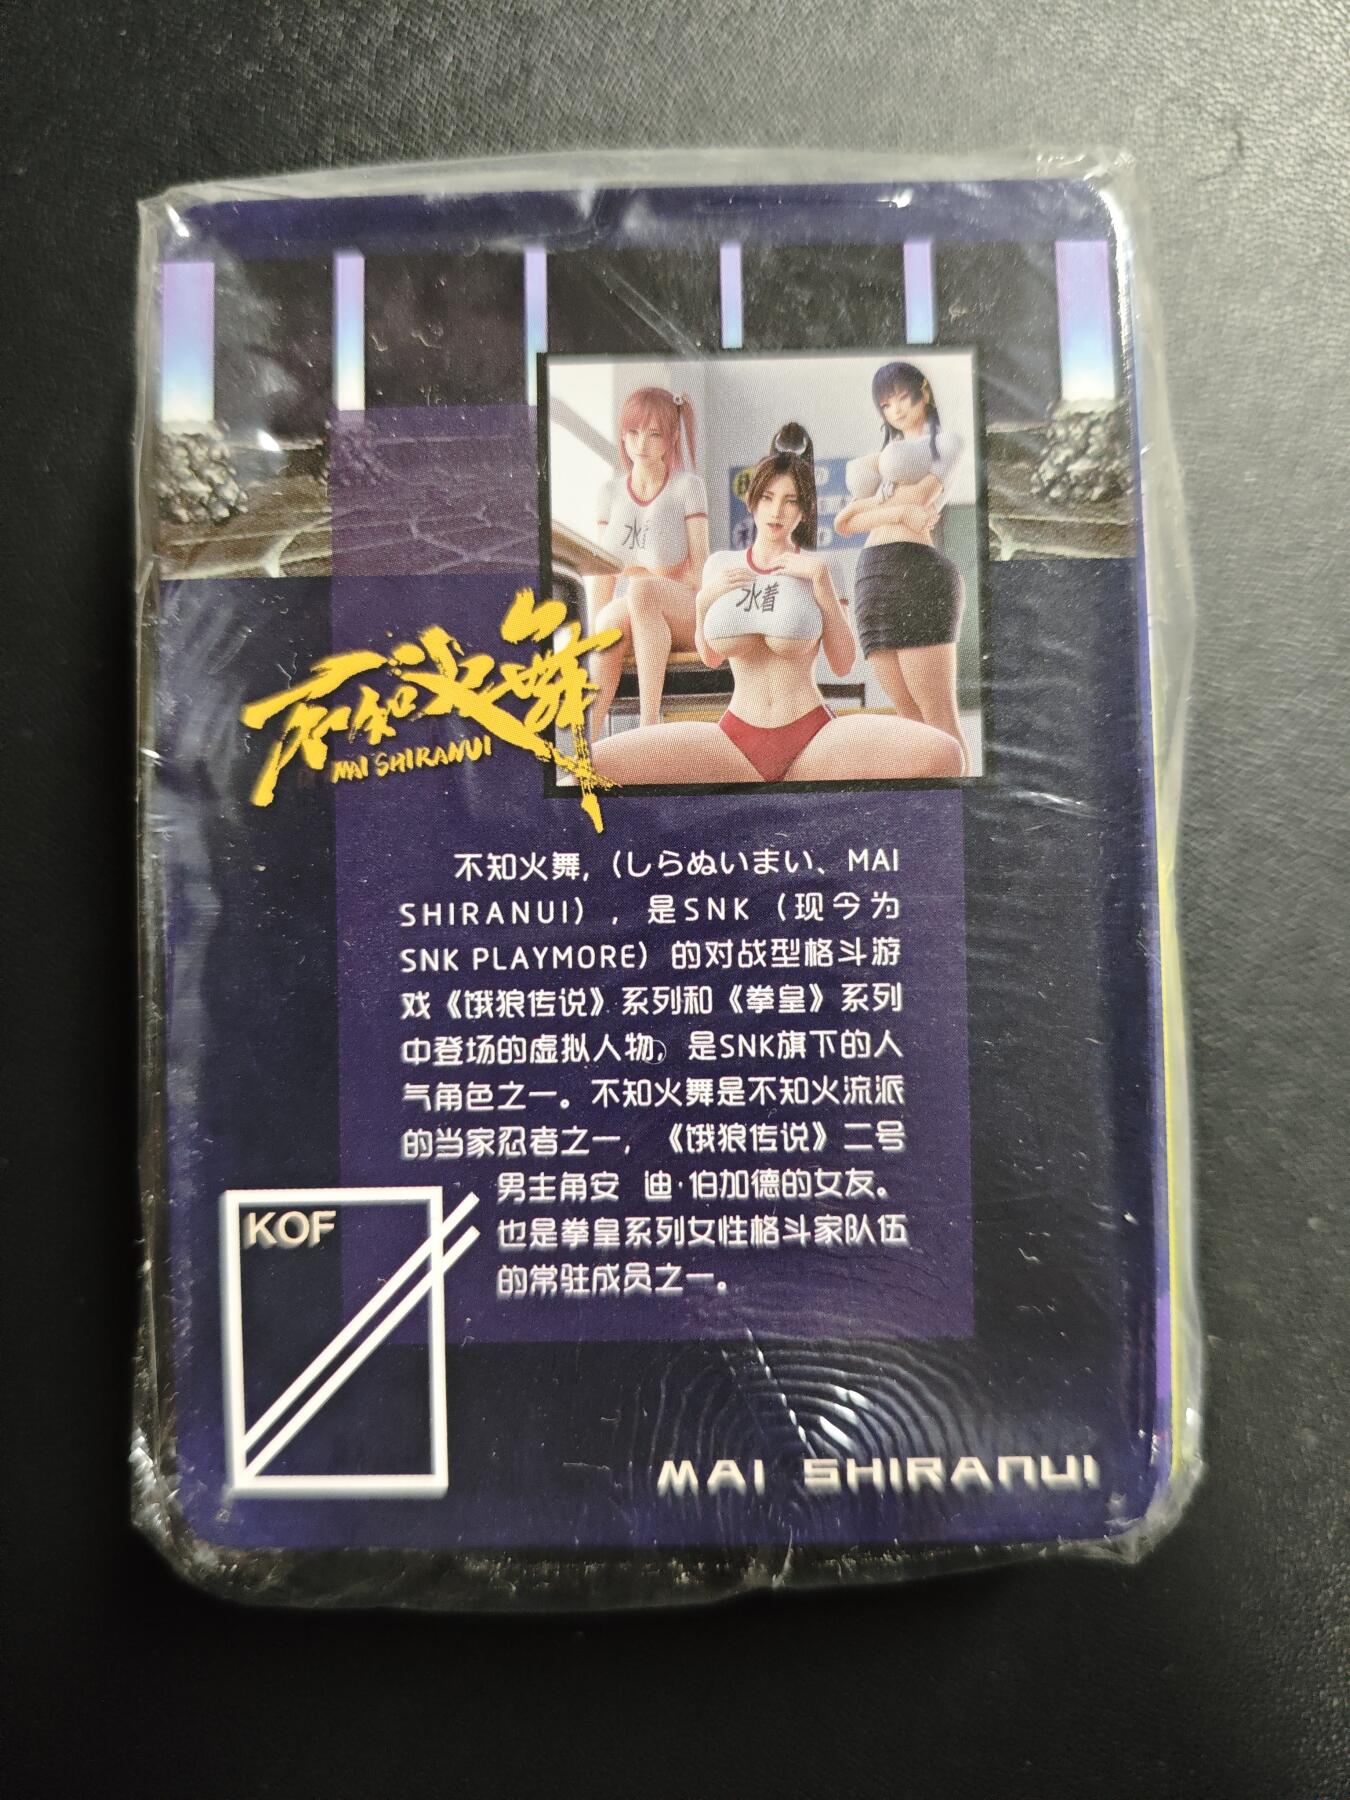 水着
不知火舞
MAI SHIRANUI
不知火舞,（しらぬいまい、MAI
SHIRANUI），是SNK（现今为
SNK PLAYMORE）的对战型格斗游
戏《饿狼传说》系列和《拳皇》系列
中登场的虚拟人物，是SNK旗下的人
气角色之一。不知火舞是不知火流派
的当家忍者之一，《饿狼传说》二号
男主角安 迪·伯加德的女友。
也是拳皇系列女性格斗家队伍
的常驻成员之一。
KOF
MAI SHIRANUI